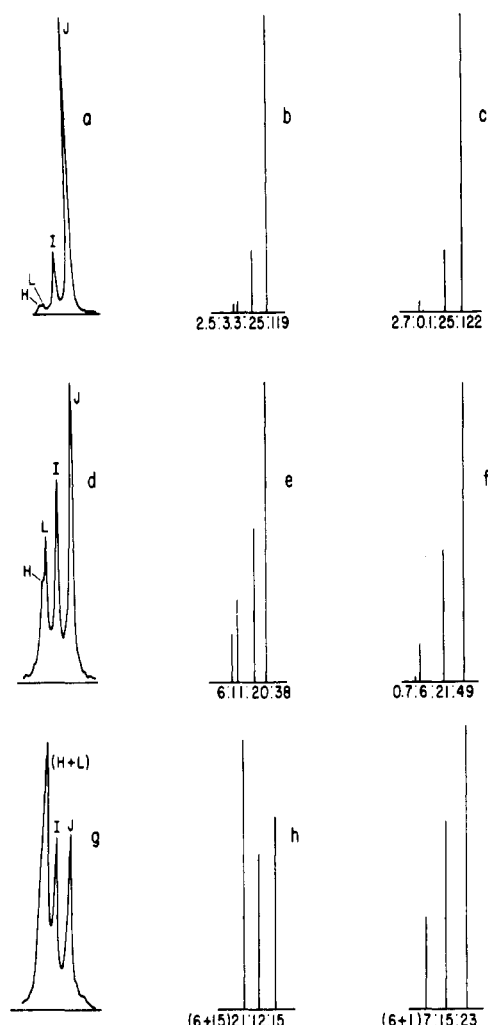 J
a
b
c
I
L
H
2.5:3.3:25:119
2.7:0.1:25:122
J
d
I
e
f
L
H
6:11:20:38
0.7:6:21:49
(H+L)
I
J
g
h
(6+15)21:12:15
(6+1)7:15:23